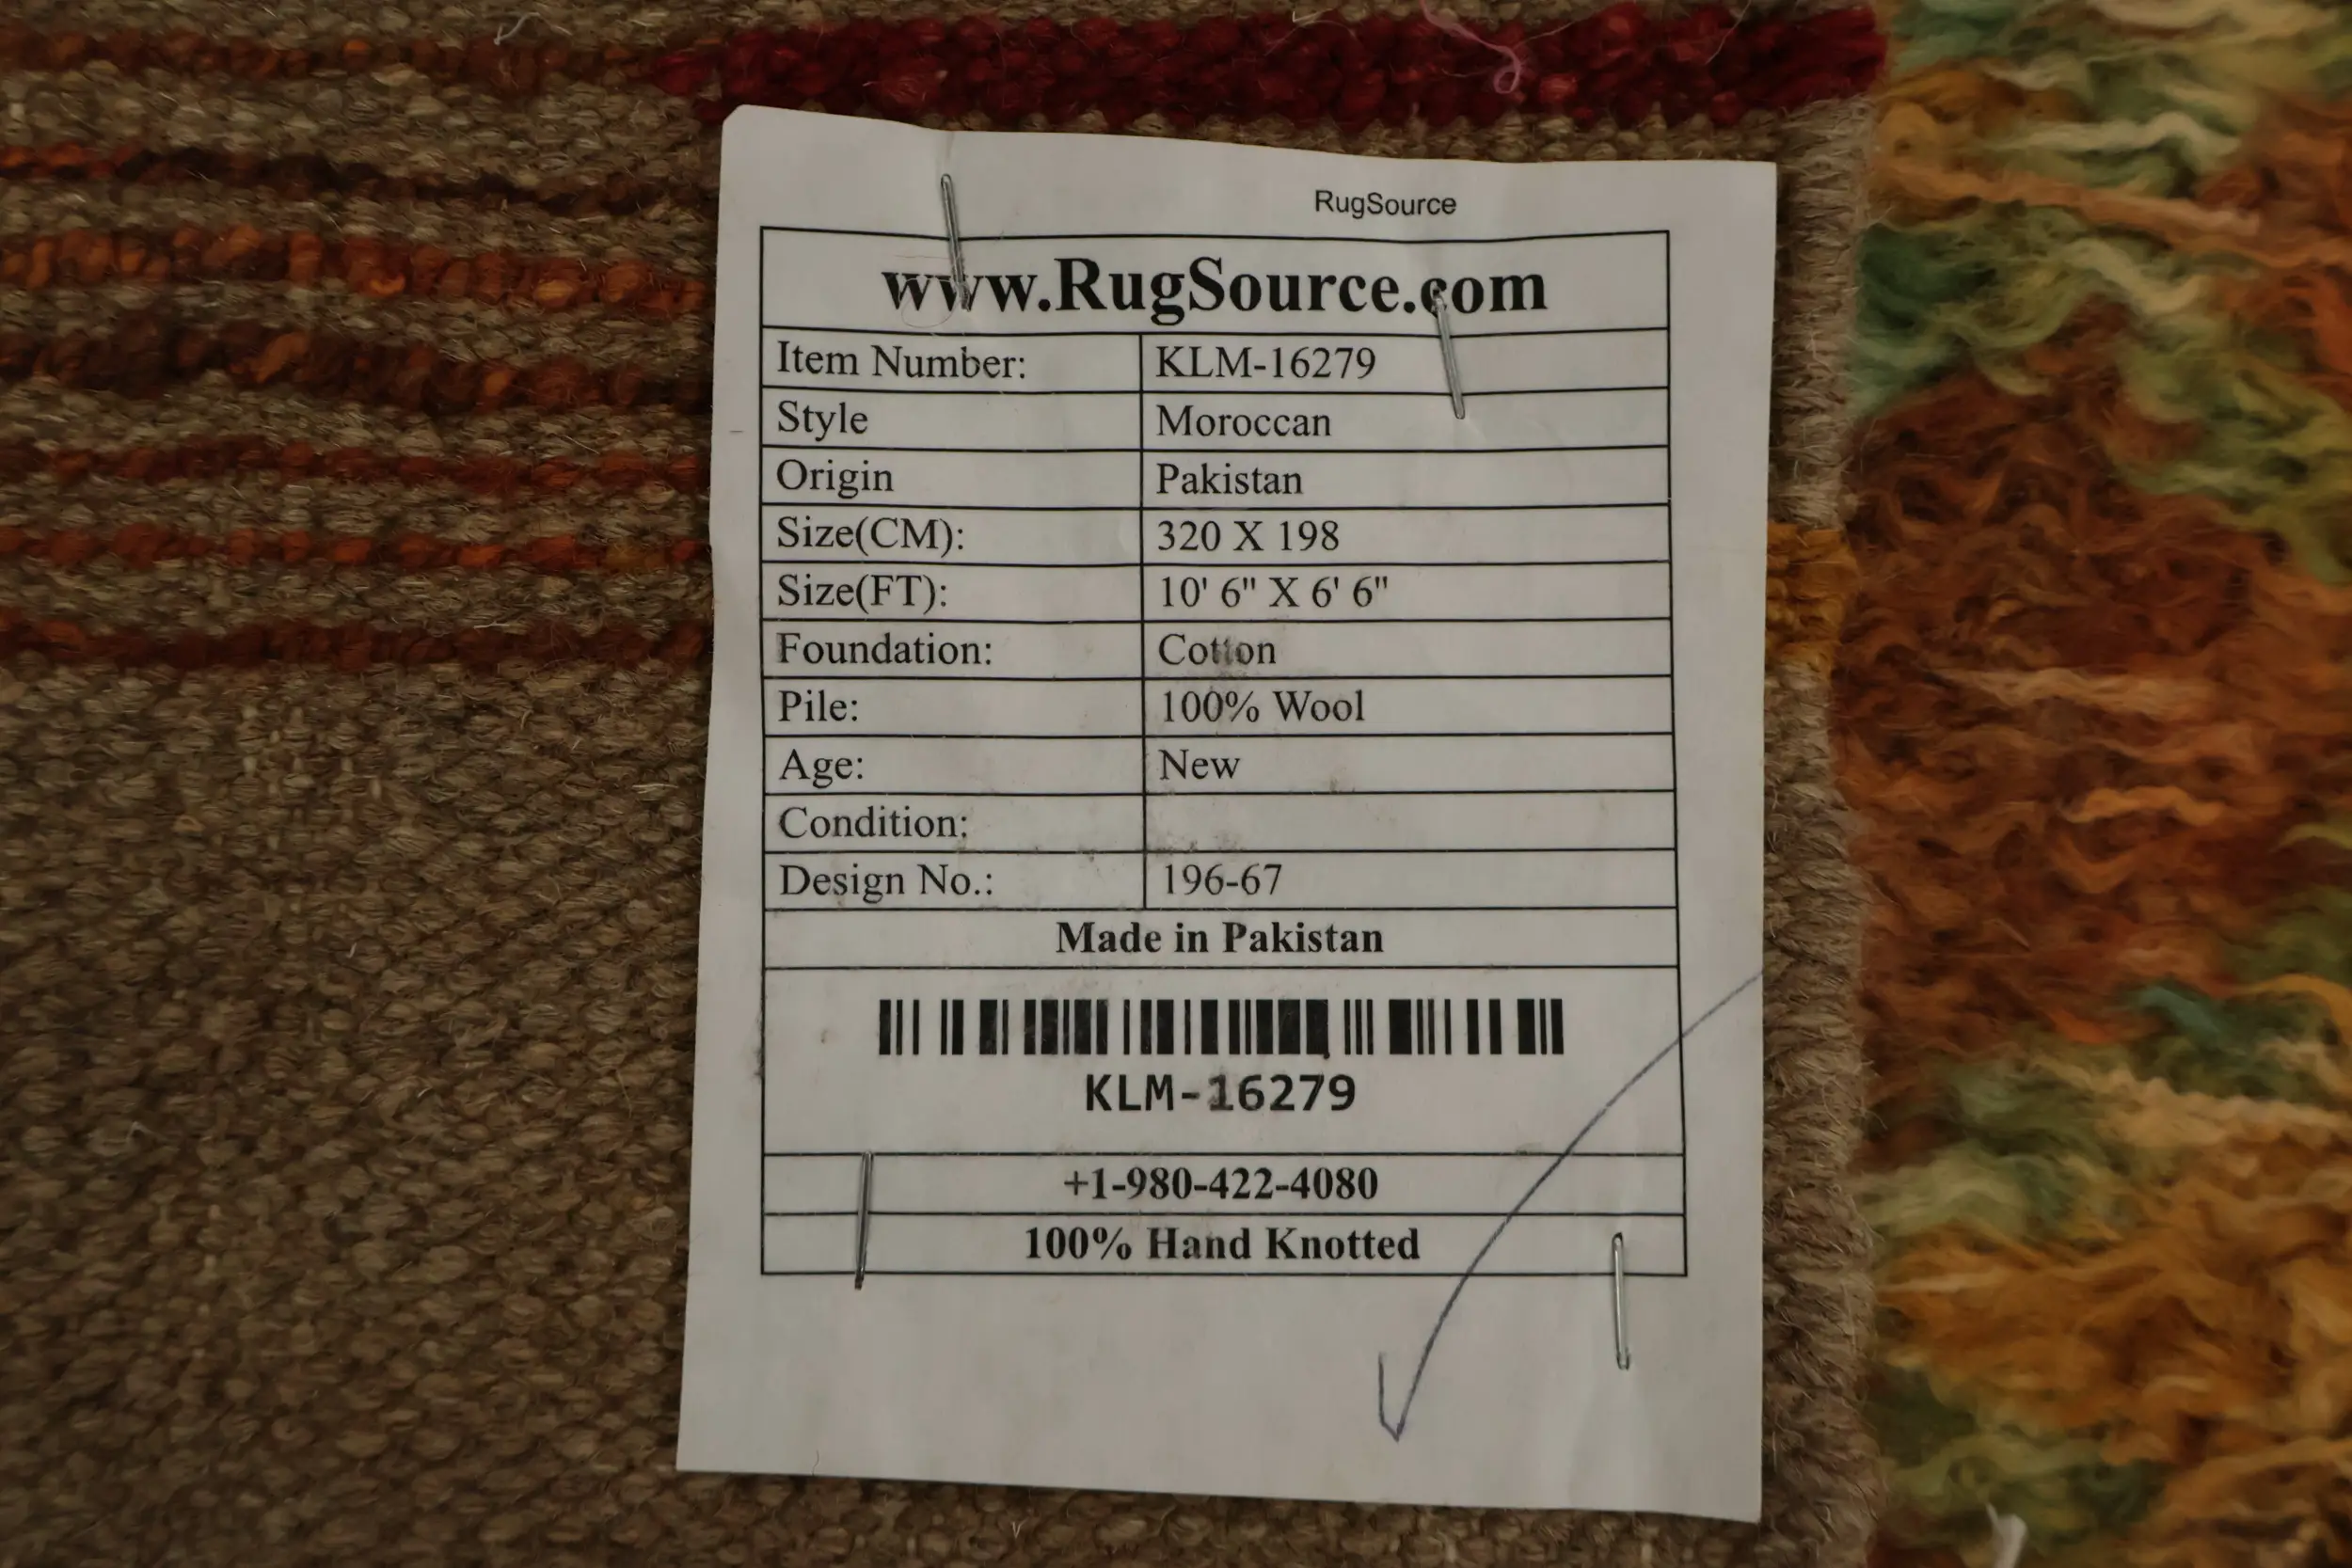 RugSource
www.RugSource.com
Item Number: KLM-16279
Style Moroccan
Origin Pakistan
Size(CM): 320 X 198
Size(FT): 10' 6" X 6' 6"
Foundation: Cotton
Pile: 100% Wool
Age: New
Condition:
Design No.: 196-67
Made in Pakistan
KLM-16279
+1-980-422-4080
100% Hand Knotted